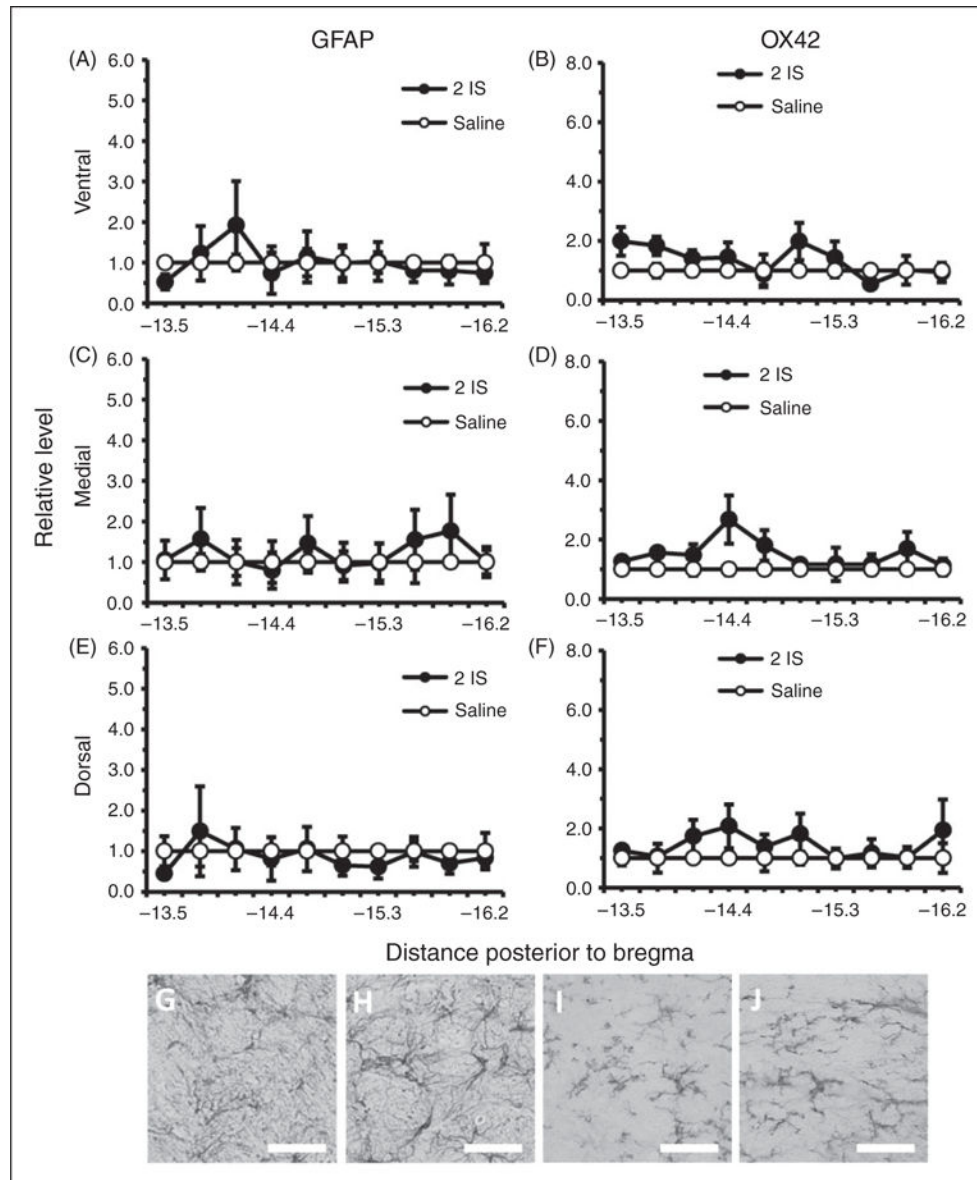 GFAP
OX42
(A)
6.0
5.0
4.0
3.0
2.0
1.0
0.0
2 IS
Saline
Ventral
−13.5 −14.4 −15.3 −16.2
(B)
8.0
6.0
4.0
2.0
0.0
2 IS
Saline
−13.5 −14.4 −15.3 −16.2
Relative level
(C)
6.0
5.0
4.0
3.0
2.0
1.0
0.0
2 IS
Saline
Medial
−13.5 −14.4 −15.3 −16.2
(D)
8.0
6.0
4.0
2.0
0.0
2 IS
Saline
−13.5 −14.4 −15.3 −16.2
(E)
6.0
5.0
4.0
3.0
2.0
1.0
0.0
2 IS
Saline
Dorsal
−13.5 −14.4 −15.3 −16.2
(F)
8.0
6.0
4.0
2.0
0.0
2 IS
Saline
−13.5 −14.4 −15.3 −16.2
Distance posterior to bregma
G
H
I
J